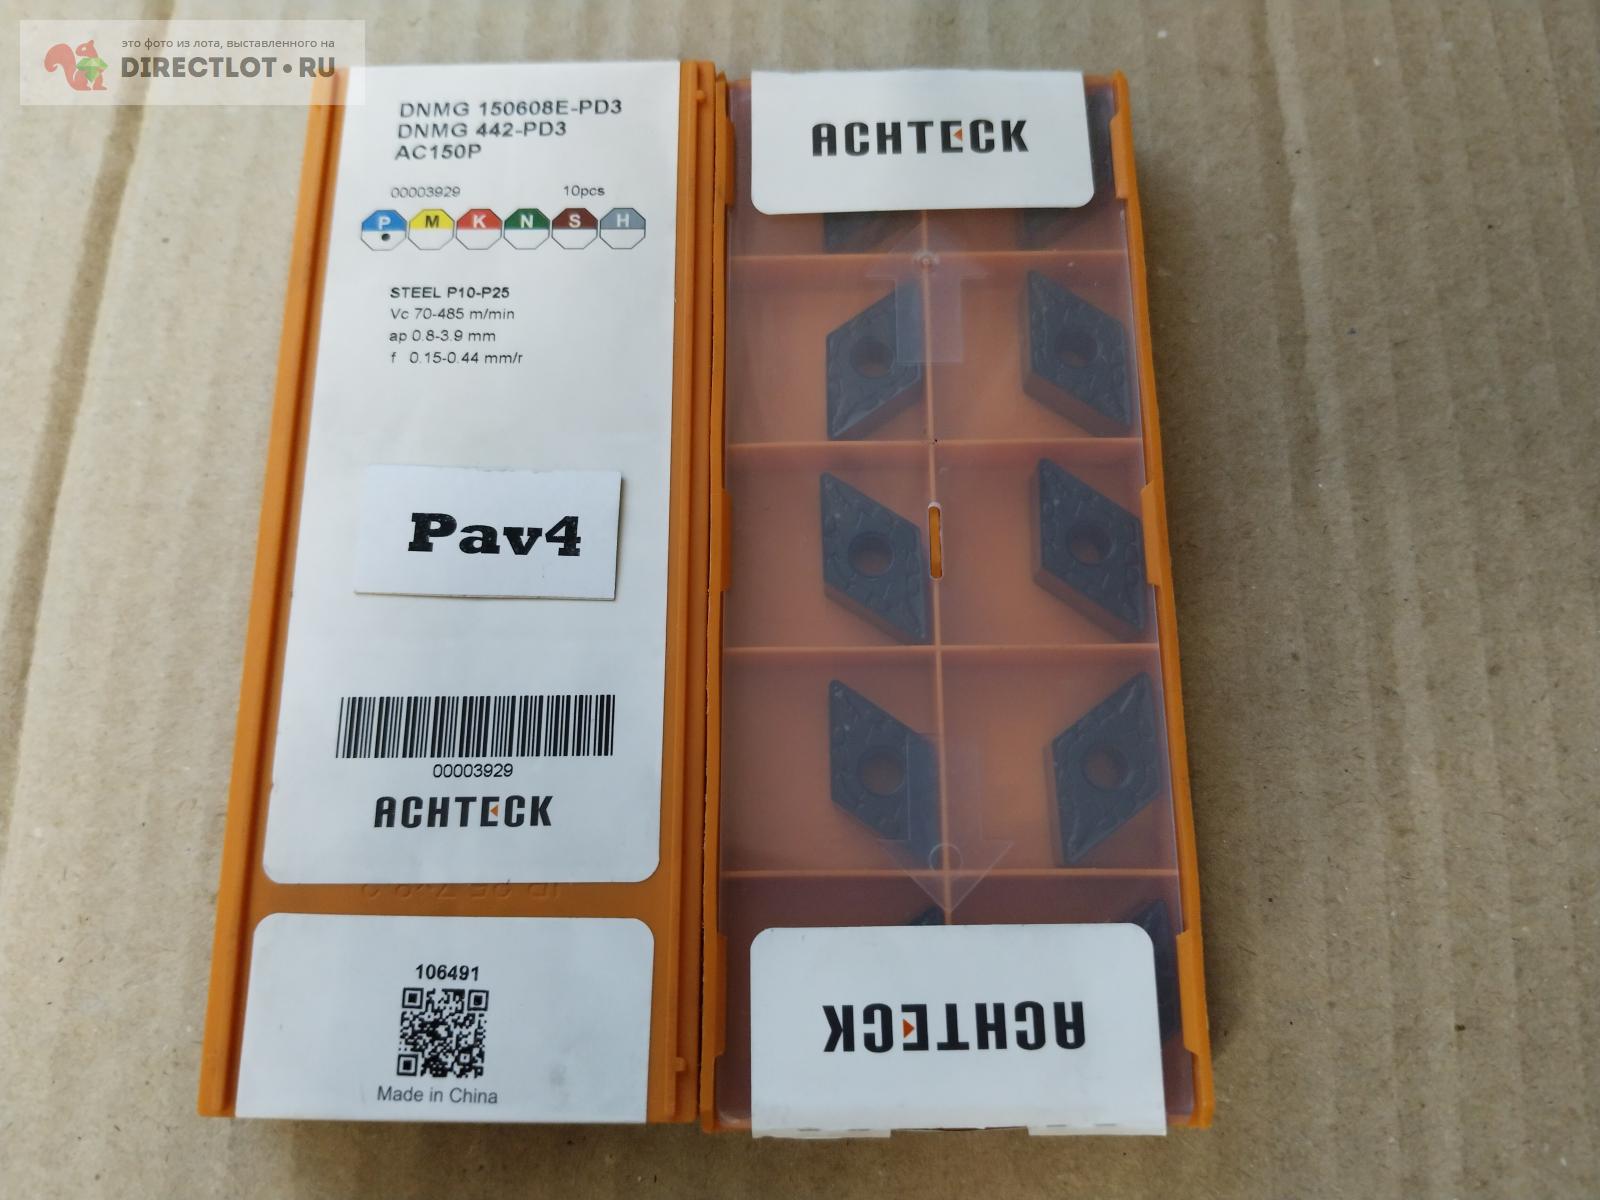 это фото из лота, выставленного на
DIRECTLOT•RU
DNMG 150608E-PD3
DNMG 442-PD3
AC150P
00003929 10pcs
P M K N S H
STEEL P10-P25
Vc 70-485 m/min
ap 0.8-3.9 mm
f 0.15-0.44 mm/r
Pav4
00003929
ACHTECK
106491
Made in China
ACHTECK
ACHTECK